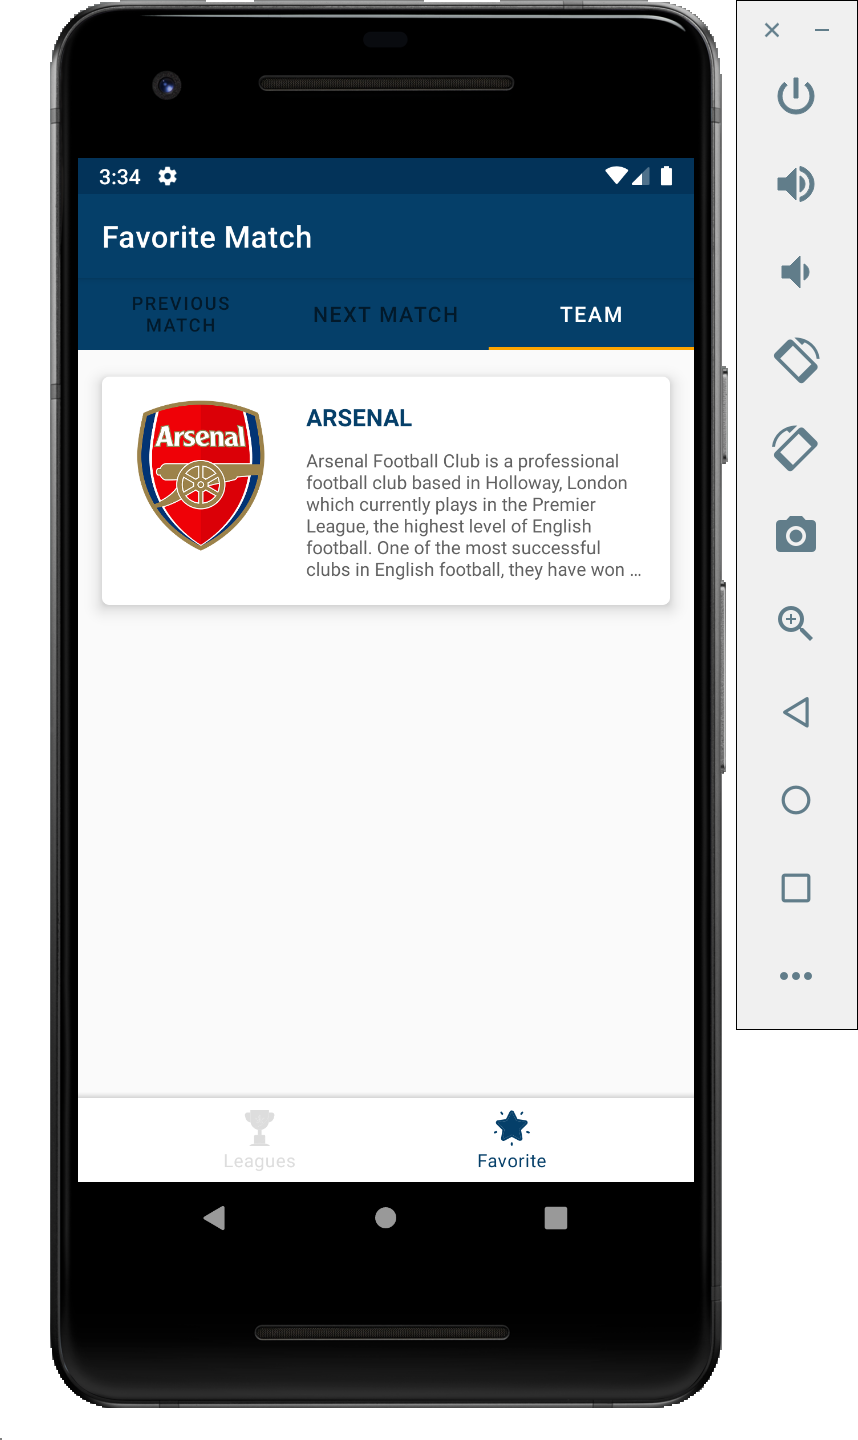 3:34
Favorite Match
PREVIOUS
MATCH
NEXT MATCH
TEAM
Arsenal
ARSENAL
Arsenal Football Club is a professional
football club based in Holloway, London
which currently plays in the Premier
League, the highest level of English
football. One of the most successful
clubs in English football, they have won ...
Leagues
Favorite